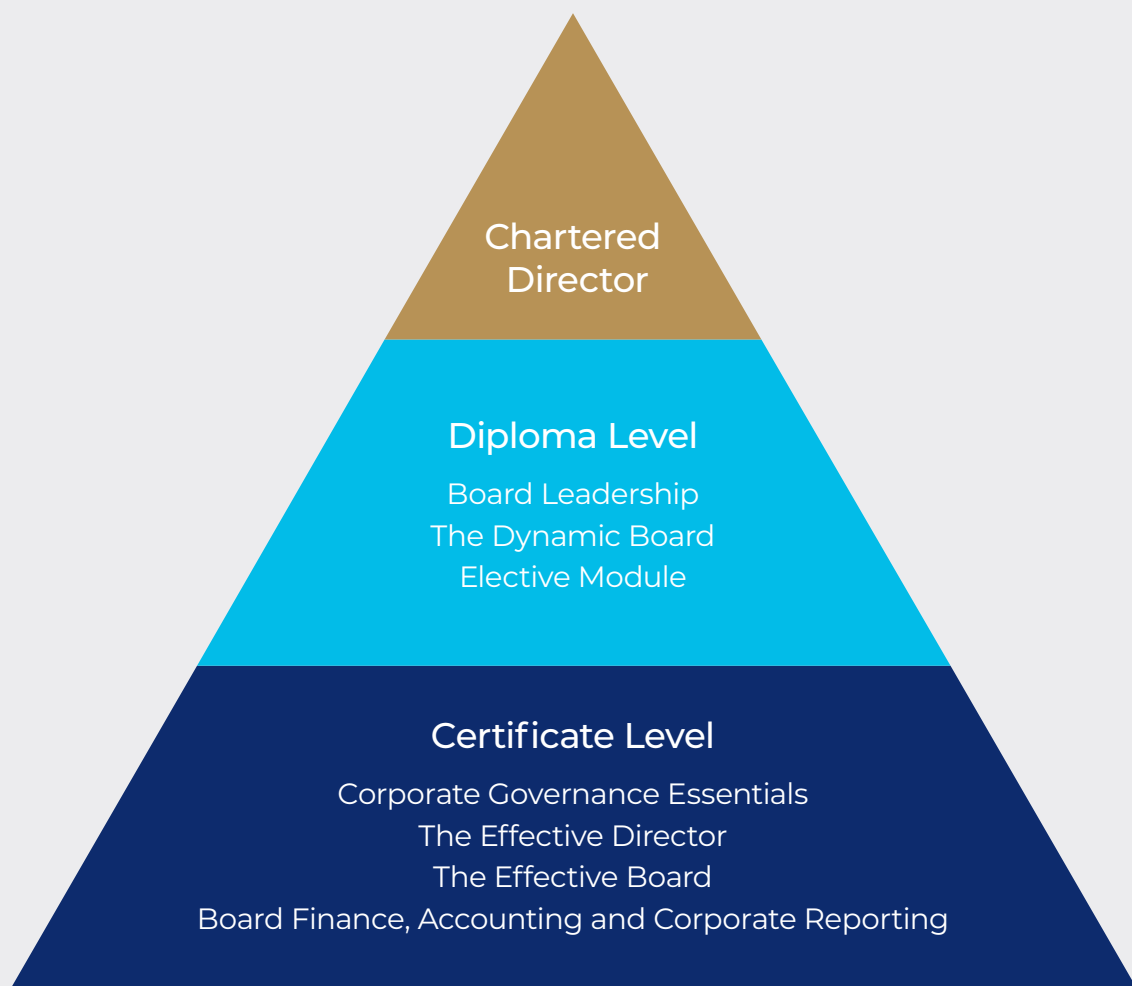 Chartered
Director
Diploma Level
Board Leadership
The Dynamic Board
Elective Module
Certificate Level
Corporate Governance Essentials
The Effective Director
The Effective Board
Board Finance, Accounting and Corporate Reporting